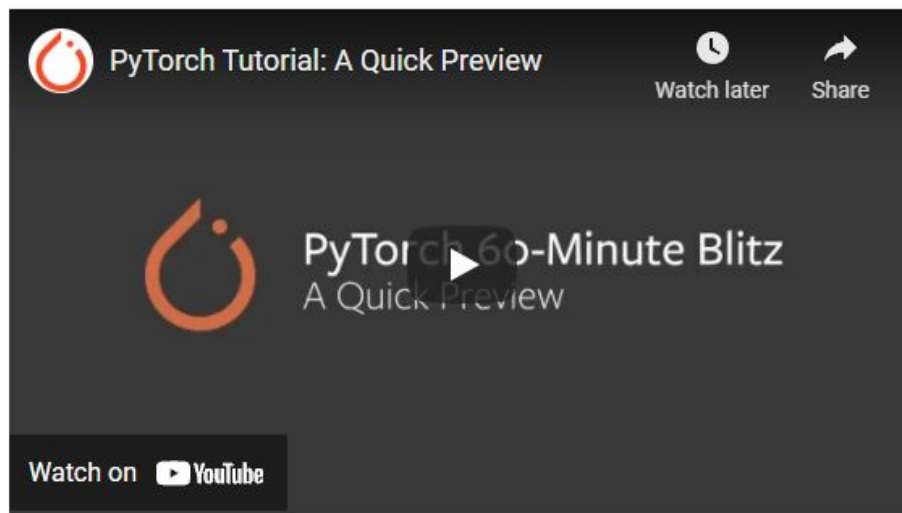 PyTorch Tutorial: A Quick Preview
Watch later
Share
PyTorch 60-Minute Blitz
A Quick Preview
Watch on YouTube